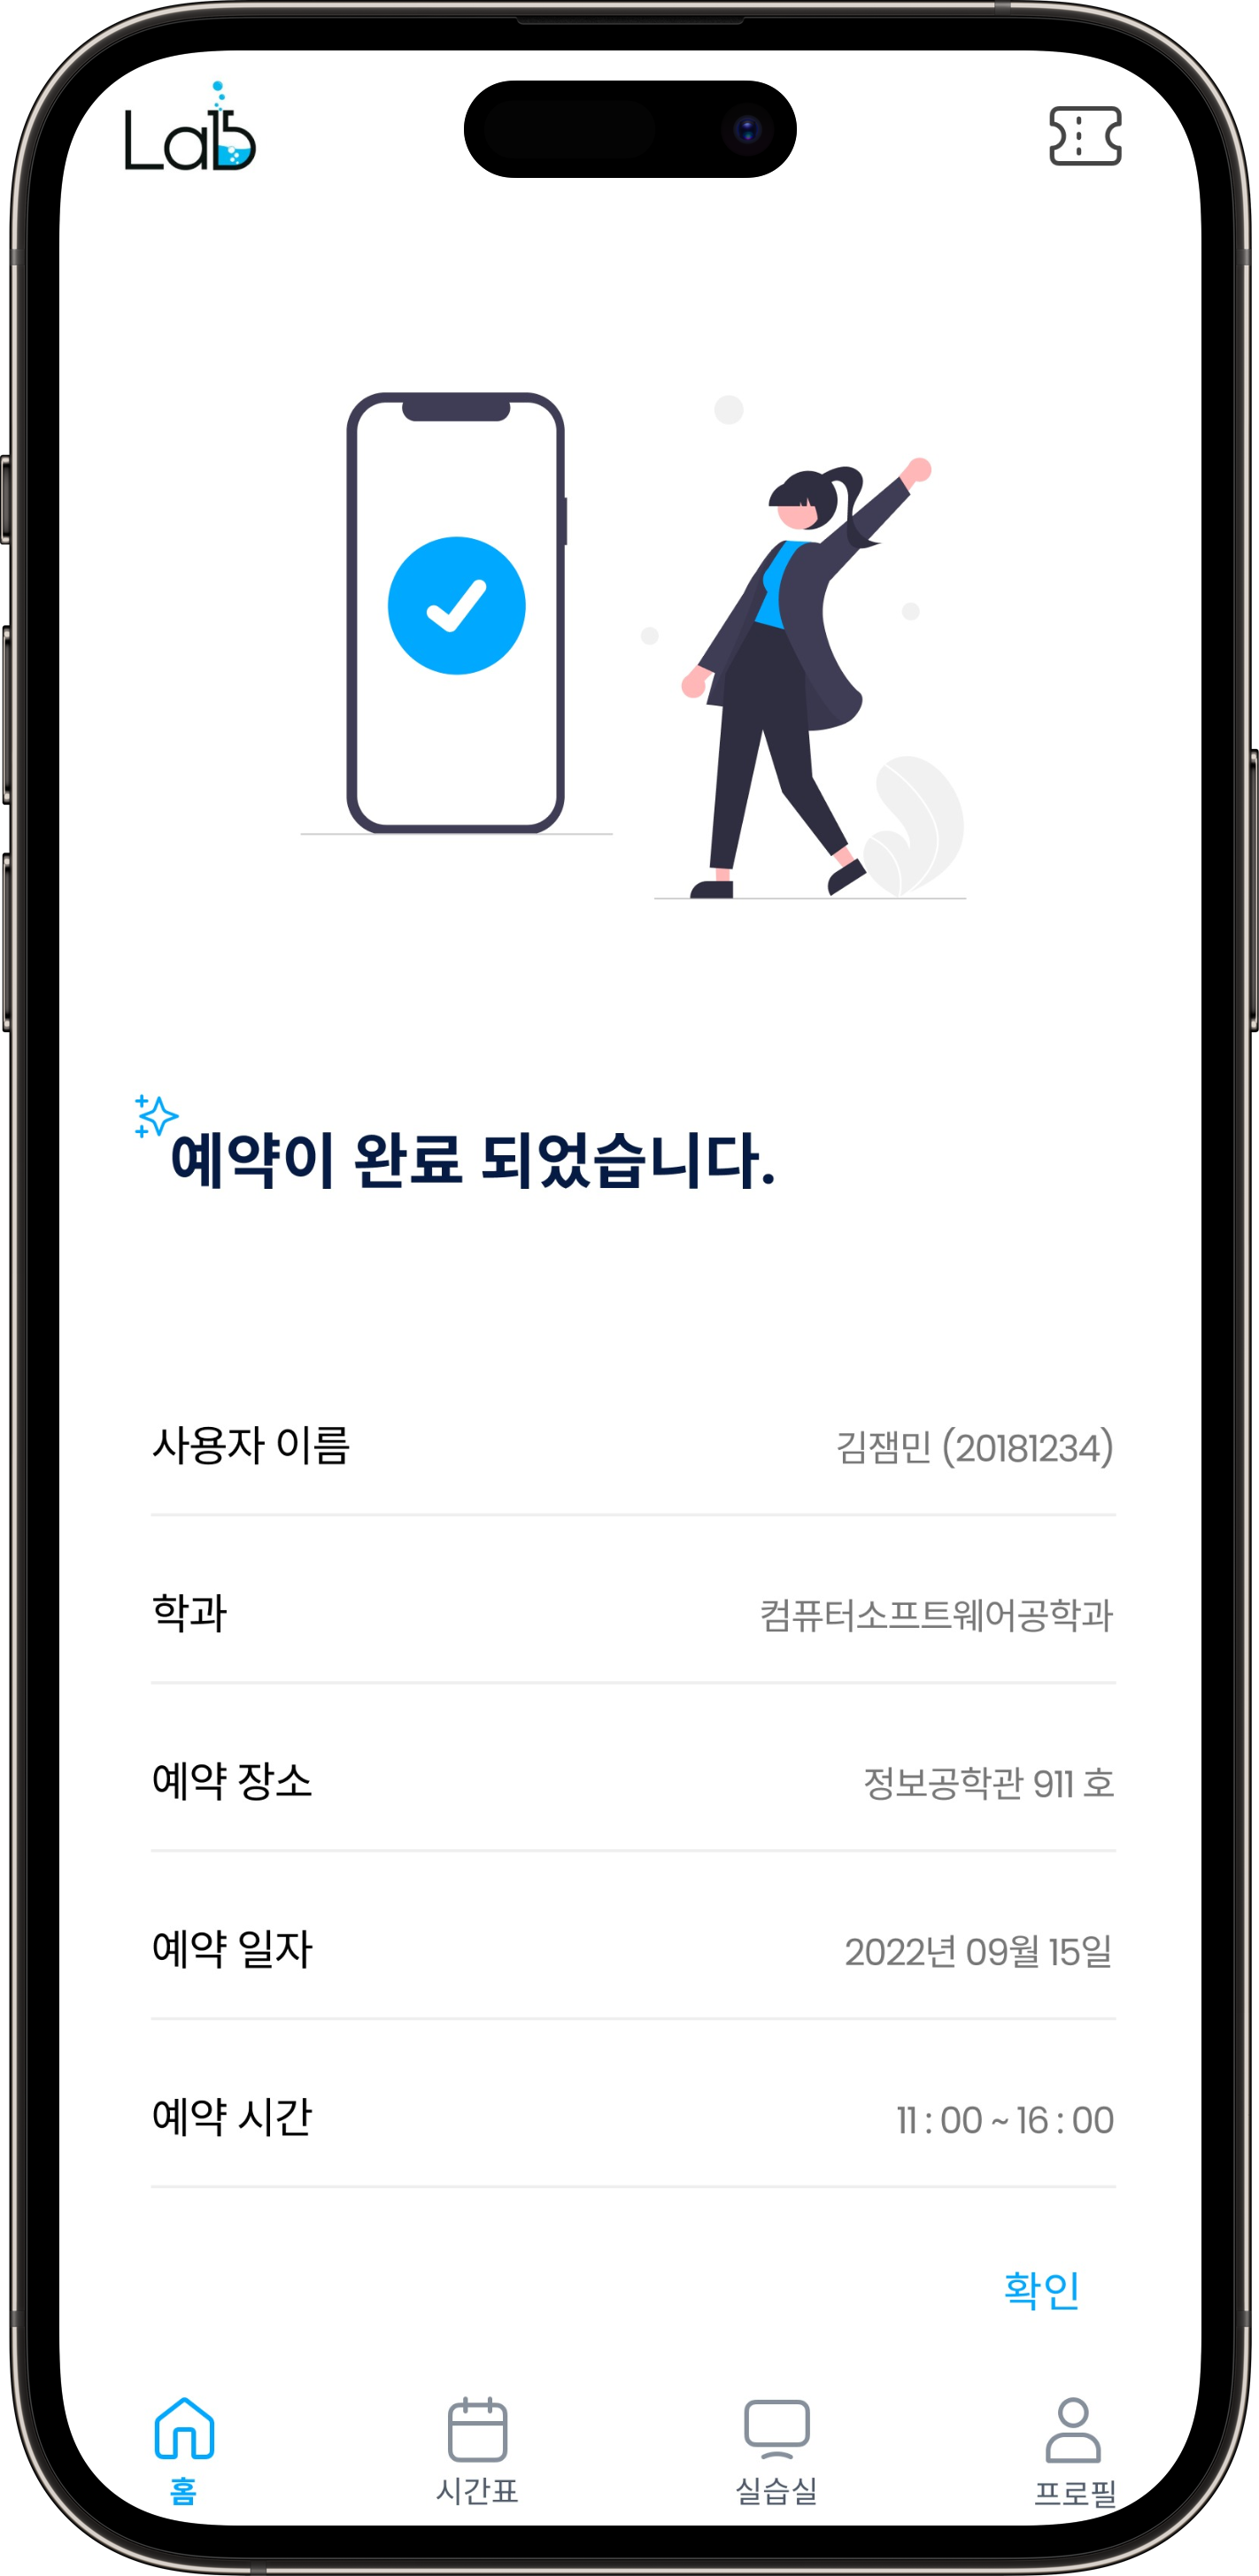 Lab
예약이 완료 되었습니다.
사용자 이름 김잼민 (20181234)
학과 컴퓨터소프트웨어공학과
예약 장소 정보공학관 911 호
예약 일자 2022년 09월 15일
예약 시간 11 : 00 ~ 16 : 00
확인
홈 시간표 실습실 프로필